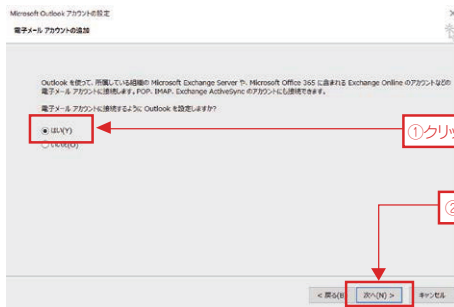 Microsoft Outlook アカウントの設定
電子メール アカウントの追加
Outlook を使って、所属している組織の Microsoft Exchange Server や、Microsoft Office 365 に含まれる Exchange Online のアカウントなどの
電子メール アカウントに接続します。POP、IMAP、Exchange ActiveSync のアカウントにも接続できます。
電子メール アカウントに接続するように Outlook を設定しますか?
はい(Y)
いいえ(O)
①クリッ
②
< 戻る(B
次へ(N) >
キャンセル